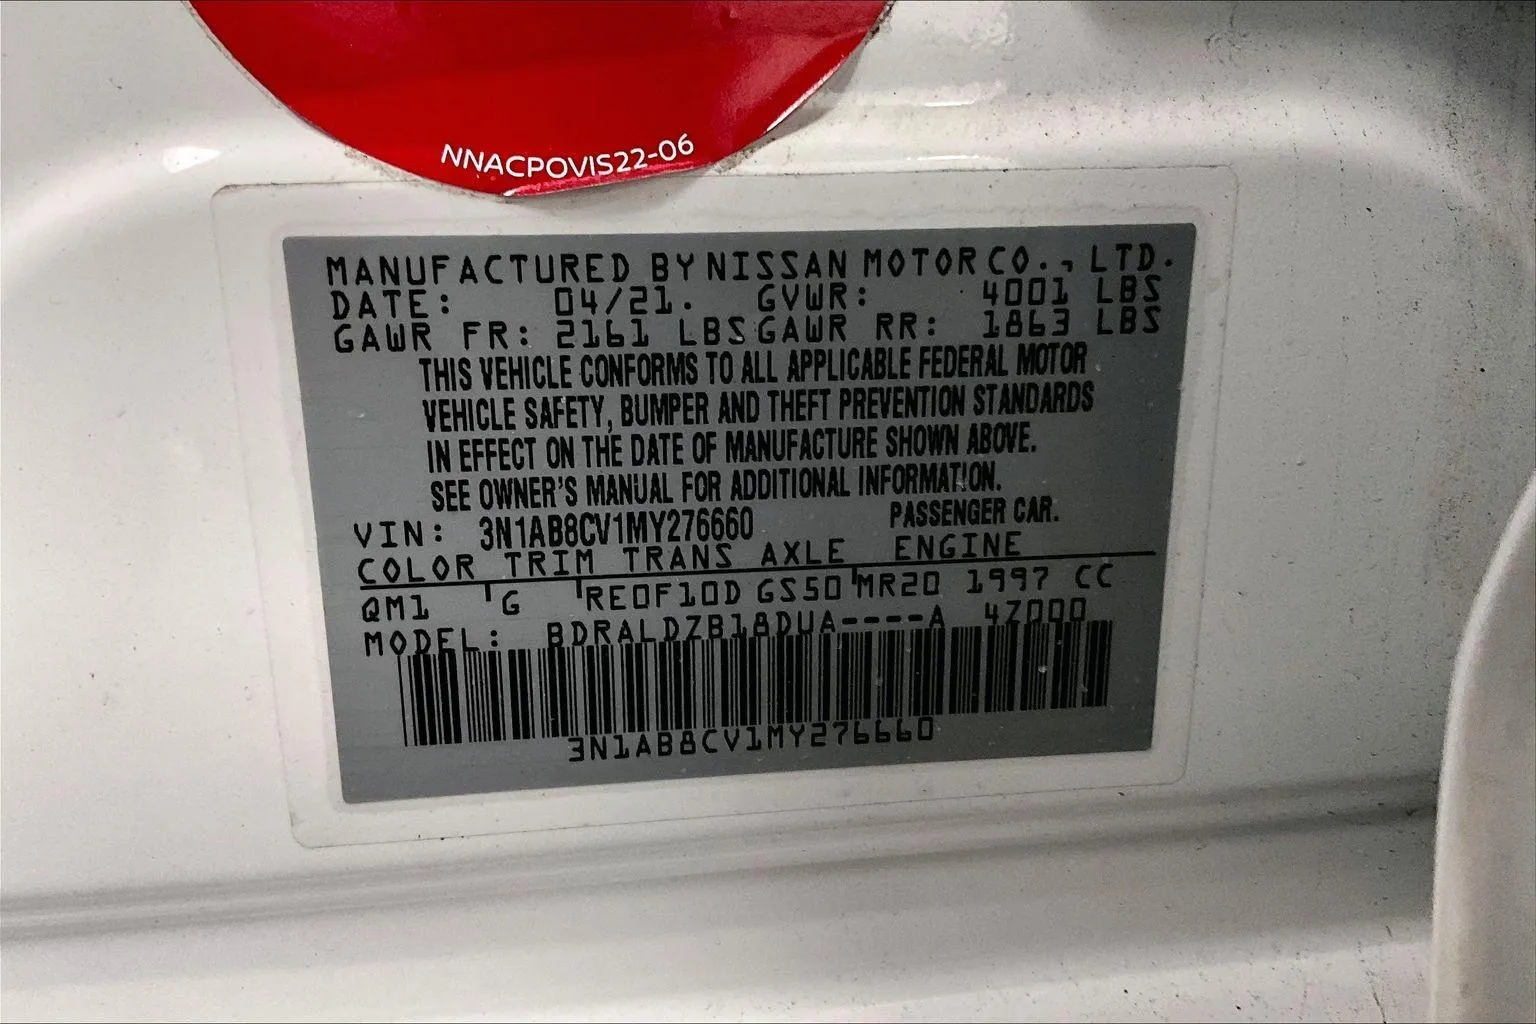 NNACPOVIS22-06
MANUFACTURED BY NISSAN MOTOR CO., LTD.
DATE: 04/21. GVWR: 4001 LBS
GAWR FR: 2161 LBS GAWR RR: 1863 LBS
THIS VEHICLE CONFORMS TO ALL APPLICABLE FEDERAL MOTOR
VEHICLE SAFETY, BUMPER AND THEFT PREVENTION STANDARDS
IN EFFECT ON THE DATE OF MANUFACTURE SHOWN ABOVE.
SEE OWNER'S MANUAL FOR ADDITIONAL INFORMATION.
VIN: 3N1AB8CV1MY276660 PASSENGER CAR.
COLOR TRIM TRANS AXLE ENGINE
QM1 G RE0F10D GS50 MR20 1997 CC
MODEL: BDRALDZB18DUA----A 4Z000
3N1AB8CV1MY276660